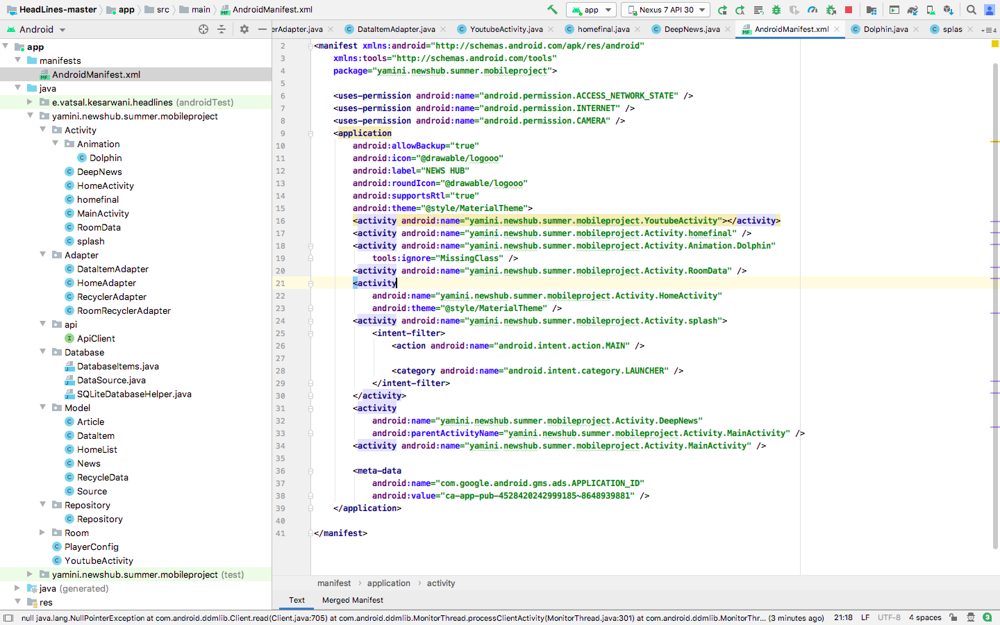 HeadLines-master app src main AndroidManifest.xml app Nexus 7 API 30
Android
erAdapter.java DataItemAdapter.java YoutubeActivity.java homefinal.java DeepNews.java AndroidManifest.xml Dolphin.java splas 4
app
manifests
AndroidManifest.xml
java
e.vatsal.kesarwani.headlines (androidTest)
yamini.newshub.summer.mobileproject
Activity
Animation
Dolphin
DeepNews
HomeActivity
homefinal
MainActivity
RoomData
splash
Adapter
DataItemAdapter
HomeAdapter
RecyclerAdapter
RoomRecyclerAdapter
api
ApiClient
Database
DatabaseItems.java
DataSource.java
SQLiteDatabaseHelper.java
Model
Article
DataItem
HomeList
News
RecycleData
Source
Repository
Repository
Room
PlayerConfig
YoutubeActivity
yamini.newshub.summer.mobileproject (test)
java (generated)
res
2 <manifest xmlns:android="http://schemas.android.com/apk/res/android"
3 xmlns:tools="http://schemas.android.com/tools"
4 package="yamini.newshub.summer.mobileproject">
5
6 <uses-permission android:name="android.permission.ACCESS_NETWORK_STATE" />
7 <uses-permission android:name="android.permission.INTERNET" />
8 <uses-permission android:name="android.permission.CAMERA" />
9 <application
10 android:allowBackup="true"
11 android:icon="@drawable/logooo"
12 android:label="NEWS HUB"
13 android:roundIcon="@drawable/logooo"
14 android:supportsRtl="true"
15 android:theme="@style/MaterialTheme">
16 <activity android:name="yamini.newshub.summer.mobileproject.YoutubeActivity"></activity>
17 <activity android:name="yamini.newshub.summer.mobileproject.Activity.homefinal" />
18 <activity android:name="yamini.newshub.summer.mobileproject.Activity.Animation.Dolphin"
19 tools:ignore="MissingClass" />
20 <activity android:name="yamini.newshub.summer.mobileproject.Activity.RoomData" />
21 <activity
22 android:name="yamini.newshub.summer.mobileproject.Activity.HomeActivity"
23 android:theme="@style/MaterialTheme" />
24 <activity android:name="yamini.newshub.summer.mobileproject.Activity.splash">
25 <intent-filter>
26 <action android:name="android.intent.action.MAIN" />
27
28 <category android:name="android.intent.category.LAUNCHER" />
29 </intent-filter>
30 </activity>
31 <activity
32 android:name="yamini.newshub.summer.mobileproject.Activity.DeepNews"
33 android:parentActivityName="yamini.newshub.summer.mobileproject.Activity.MainActivity" />
34 <activity android:name="yamini.newshub.summer.mobileproject.Activity.MainActivity" />
35
36 <meta-data
37 android:name="com.google.android.gms.ads.APPLICATION_ID"
38 android:value="ca-app-pub-4528420242999185~8648939881" />
39 </application>
40
41 </manifest>
manifest › application › activity
Text Merged Manifest
null java.lang.NullPointerException at com.android.ddmlib.Client.read(Client.java:705) at com.android.ddmlib.MonitorThread.processClientActivity(MonitorThread.java:301) at com.android.ddmlib.MonitorThr... (3 minutes ago) 21:18 LF UTF-8 4 spaces 3